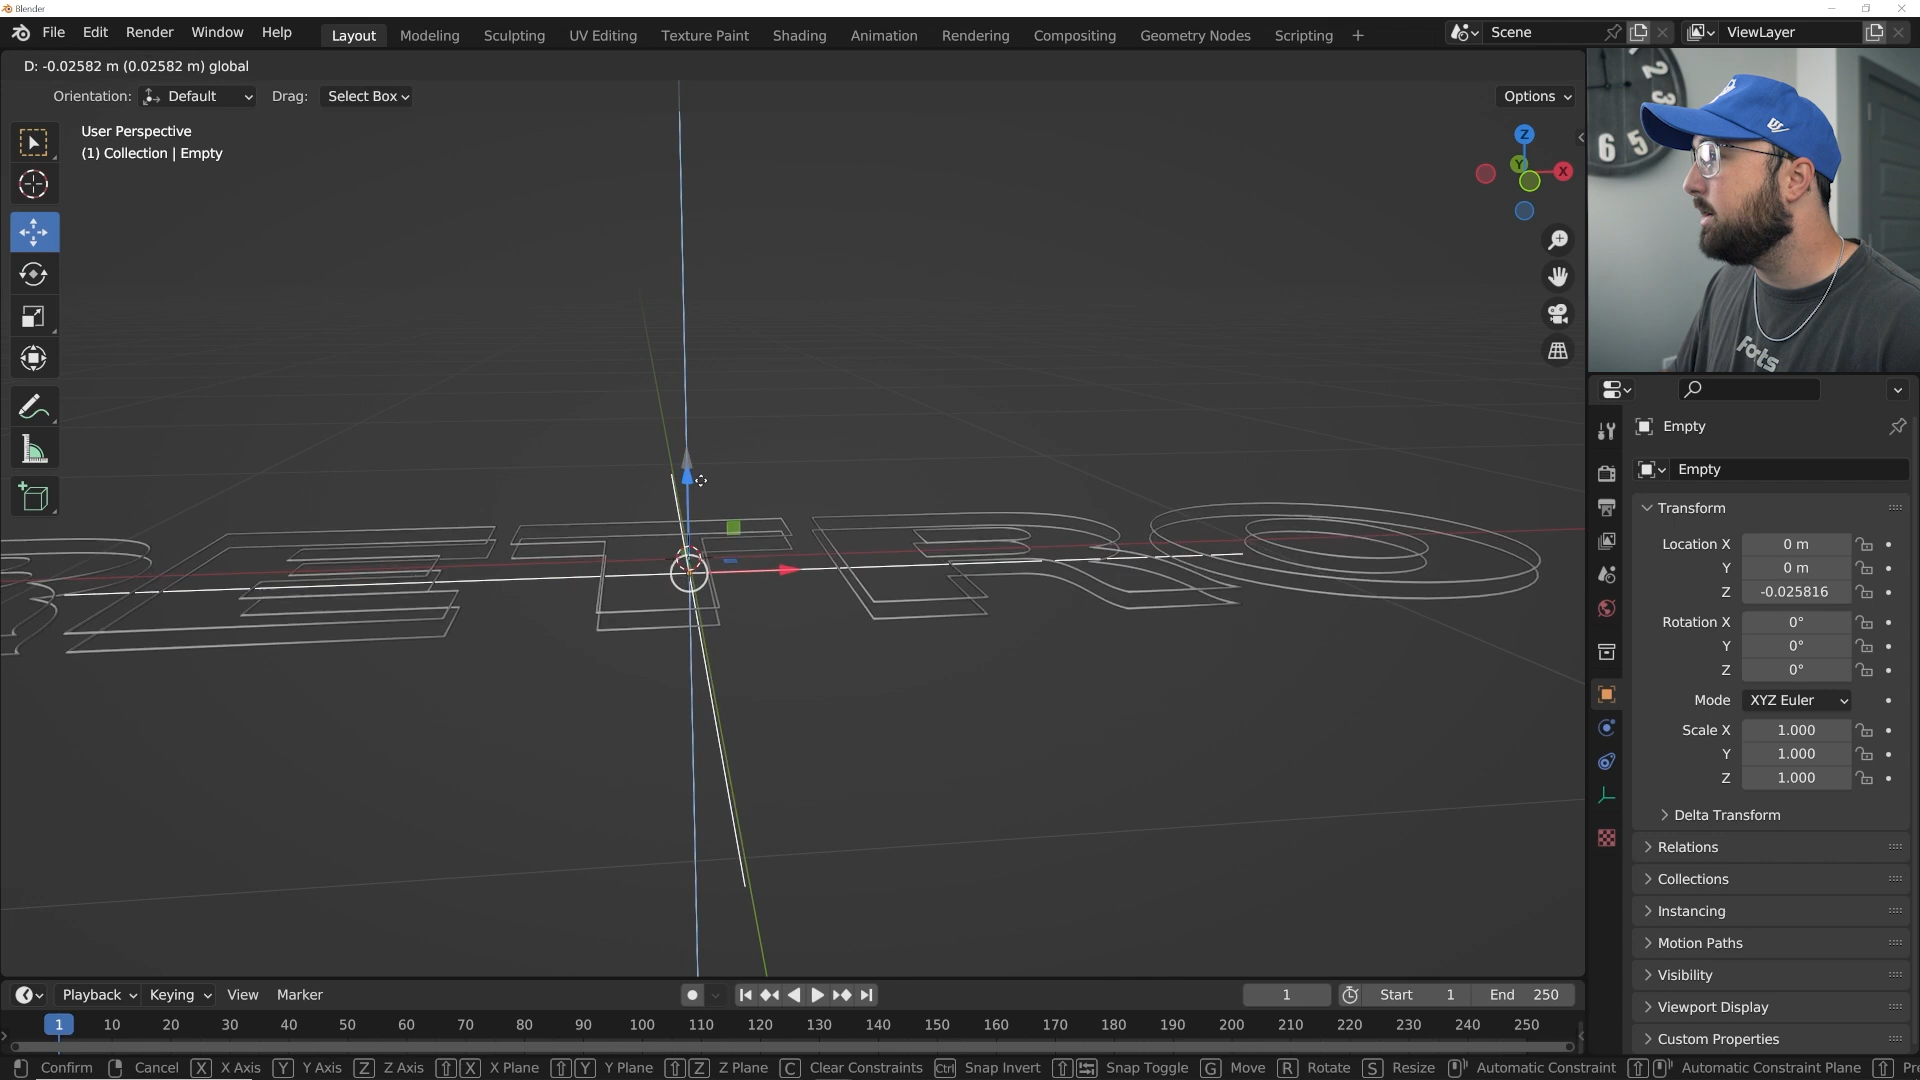 Blender
File Edit Render Window Help Layout Modeling Sculpting UV Editing Texture Paint Shading Animation Rendering Compositing Geometry Nodes Scripting + Scene ViewLayer
D: -0.02582 m (0.02582 m) global
Orientation: Default Drag: Select Box Options
User Perspective
(1) Collection | Empty
Z
Y X
2
3
6 5
forts
Empty
Empty
Transform
Location X 0 m
Y 0 m
Z -0.025816
Rotation X 0°
Y 0°
Z 0°
Mode XYZ Euler
Scale X 1.000
Y 1.000
Z 1.000
Delta Transform
Relations
Collections
Instancing
Motion Paths
Visibility
Viewport Display
Custom Properties
ETRO
Playback Keying View Marker 1 Start 1 End 250
1 10 20 30 40 50 60 70 80 90 100 110 120 130 140 150 160 170 180 190 200 210 220 230 240 250
Confirm Cancel X X Axis Y Y Axis Z Z Axis X X Plane Y Y Plane Z Z Plane C Clear Constraints Ctrl Snap Invert Snap Toggle G Move R Rotate S Resize Automatic Constraint Automatic Constraint Plane